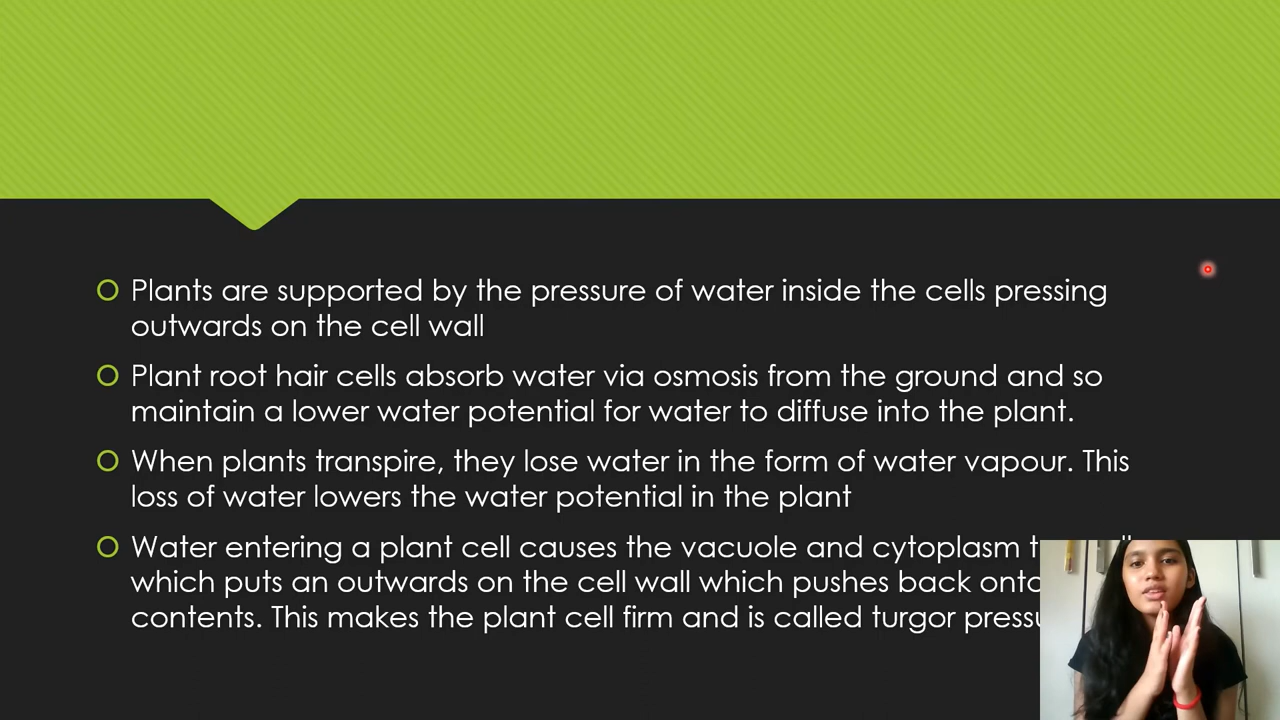 Plants are supported by the pressure of water inside the cells pressing
outwards on the cell wall
Plant root hair cells absorb water via osmosis from the ground and so
maintain a lower water potential for water to diffuse into the plant.
When plants transpire, they lose water in the form of water vapour. This
loss of water lowers the water potential in the plant
Water entering a plant cell causes the vacuole and cytoplasm
which puts an outwards on the cell wall which pushes back
contents. This makes the plant cell firm and is called turgor